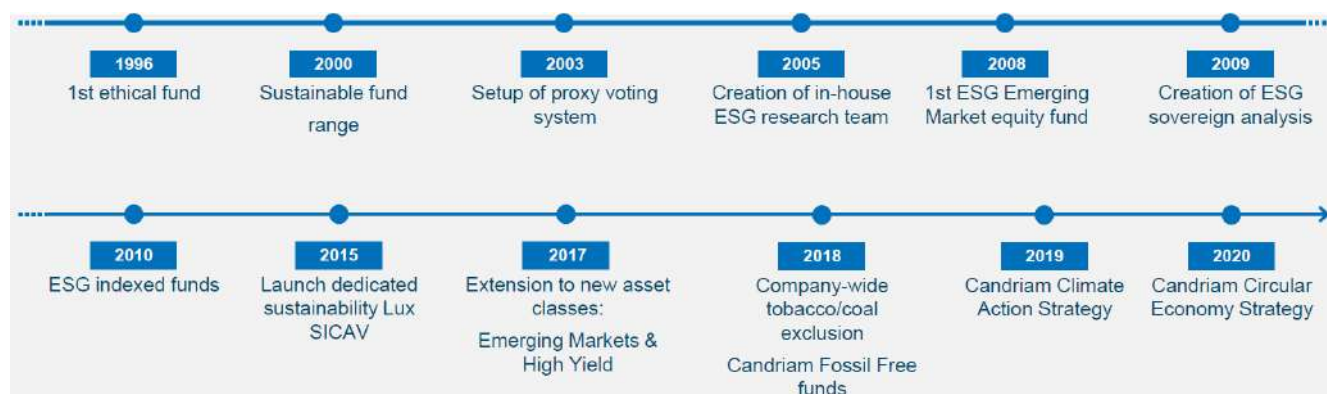 1996
1st ethical fund
2000
Sustainable fund
range
2003
Setup of proxy voting
system
2005
Creation of in-house
ESG research team
2008
1st ESG Emerging
Market equity fund
2009
Creation of ESG
sovereign analysis
2010
ESG indexed funds
2015
Launch dedicated
sustainability Lux
SICAV
2017
Extension to new asset
classes:
Emerging Markets &
High Yield
2018
Company-wide
tobacco/coal
exclusion
Candriam Fossil Free
funds
2019
Candriam Climate
Action Strategy
2020
Candriam Circular
Economy Strategy